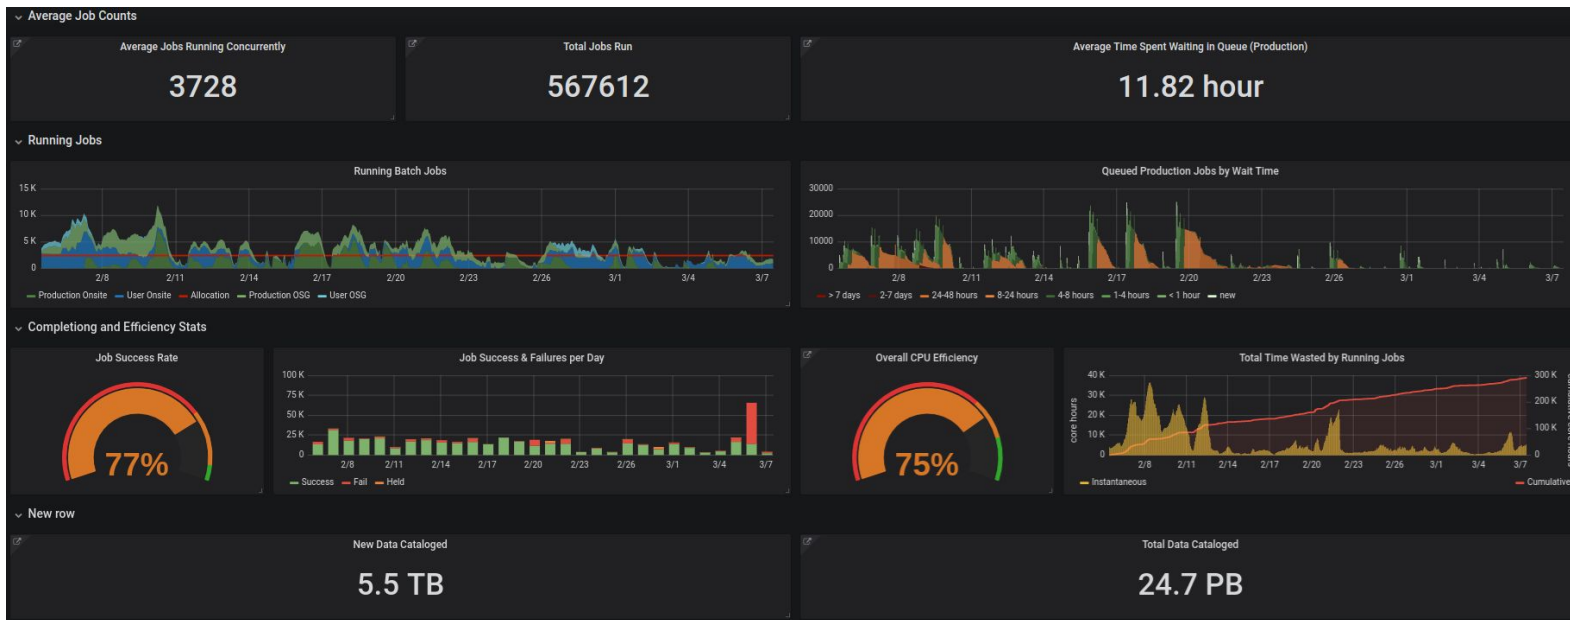 Average Job Counts
Average Jobs Running Concurrently
3728
Total Jobs Run
567612
Average Time Spent Waiting in Queue (Production)
11.82 hour
Running Jobs
Running Batch Jobs
15 K
10 K
5 K
0
2/8 2/11 2/14 2/17 2/20 2/23 2/26 3/1 3/4 3/7
Production Onsite User Onsite Allocation Production OSG User OSG
Queued Production Jobs by Wait Time
30000
20000
10000
0
2/8 2/11 2/14 2/17 2/20 2/23 2/26 3/1 3/4 3/7
> 7 days 2-7 days 24-48 hours 8-24 hours 4-8 hours 1-4 hours < 1 hour new
Completiong and Efficiency Stats
Job Success Rate
77%
Job Success & Failures per Day
100 K
75 K
50 K
25 K
0
2/8 2/11 2/14 2/17 2/20 2/23 2/26 3/1 3/4 3/7
Success Fail Held
Overall CPU Efficiency
75%
Total Time Wasted by Running Jobs
core hours
40 K
30 K
20 K
10 K
0
300 K
200 K
100 K
0
2/8 2/11 2/14 2/17 2/20 2/23 2/26 3/1 3/4 3/7
Instantaneous
Cumulative
New row
New Data Cataloged
5.5 TB
Total Data Cataloged
24.7 PB